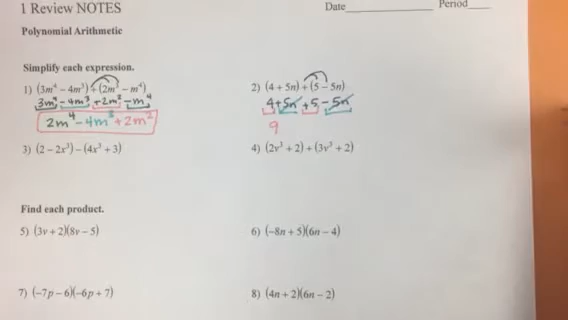 1 Review NOTES
Date____________ Period____
Polynomial Arithmetic
Simplify each expression.
1) (3m⁴ − 4m³) + (2m² − m⁴)
3m⁴ − 4m³ + 2m² − m⁴
2m⁴ − 4m³ + 2m²
2) (4 + 5n) + (5 − 5n)
4 + 5n + 5 − 5n
9
3) (2 − 2x³) − (4x³ + 3)
4) (2v³ + 2) + (3v³ + 2)
Find each product.
5) (3v + 2)(8v − 5)
6) (−8n + 5)(6n − 4)
7) (−7p − 6)(−6p + 7)
8) (4n + 2)(6n − 2)